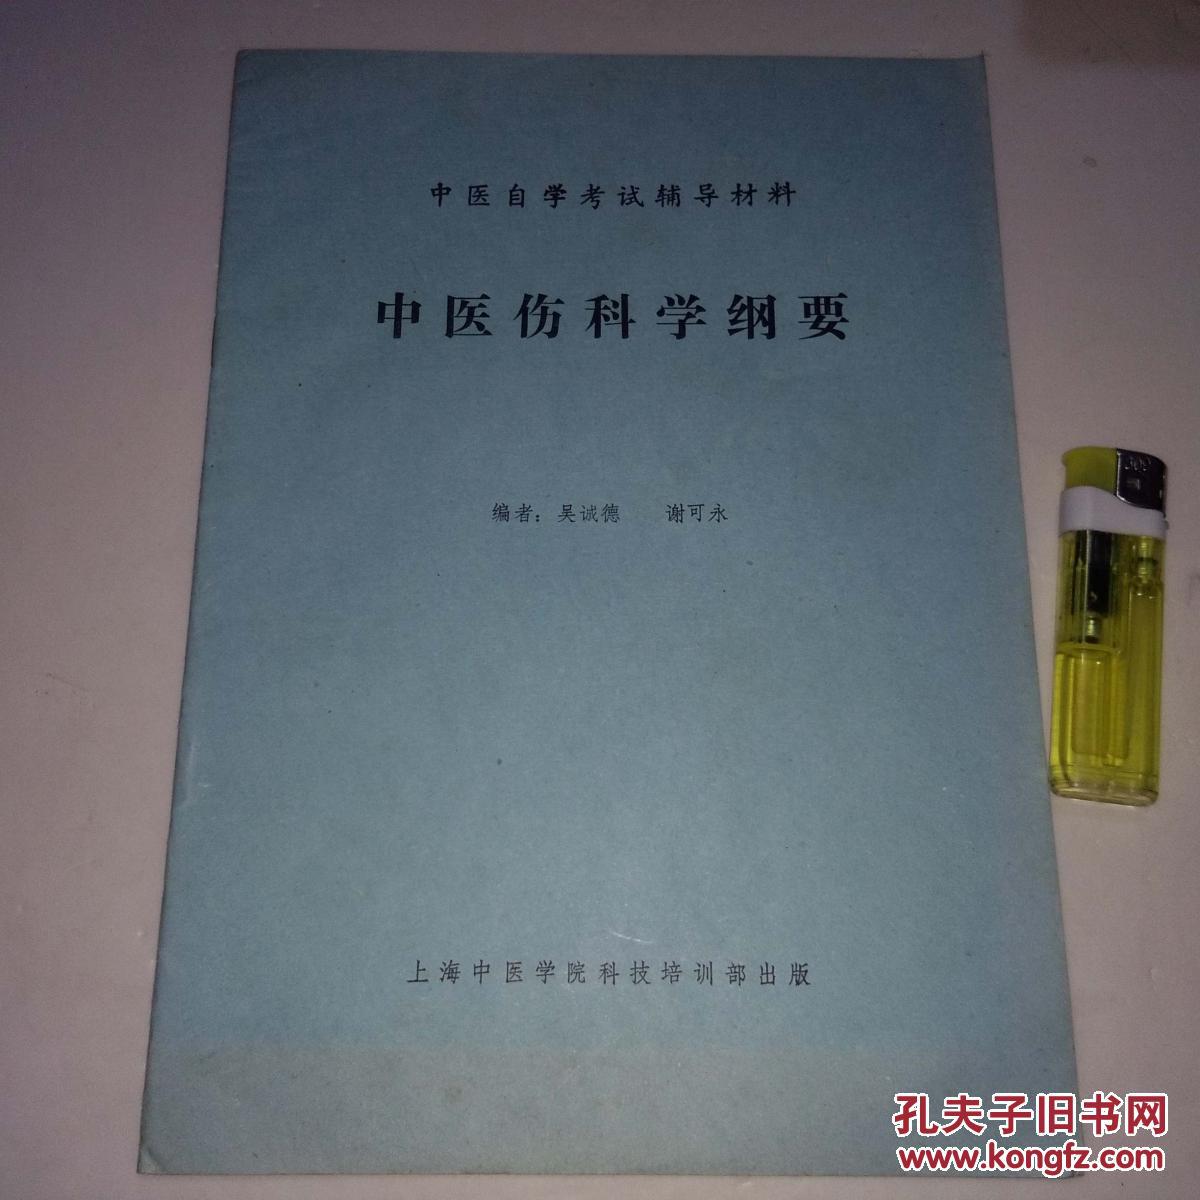 中医自学考试辅导材料
中医伤科学纲要
编者：吴诚德　谢可永
上海中医学院科技培训部出版
309
孔夫子旧书网
www.kongfz.com